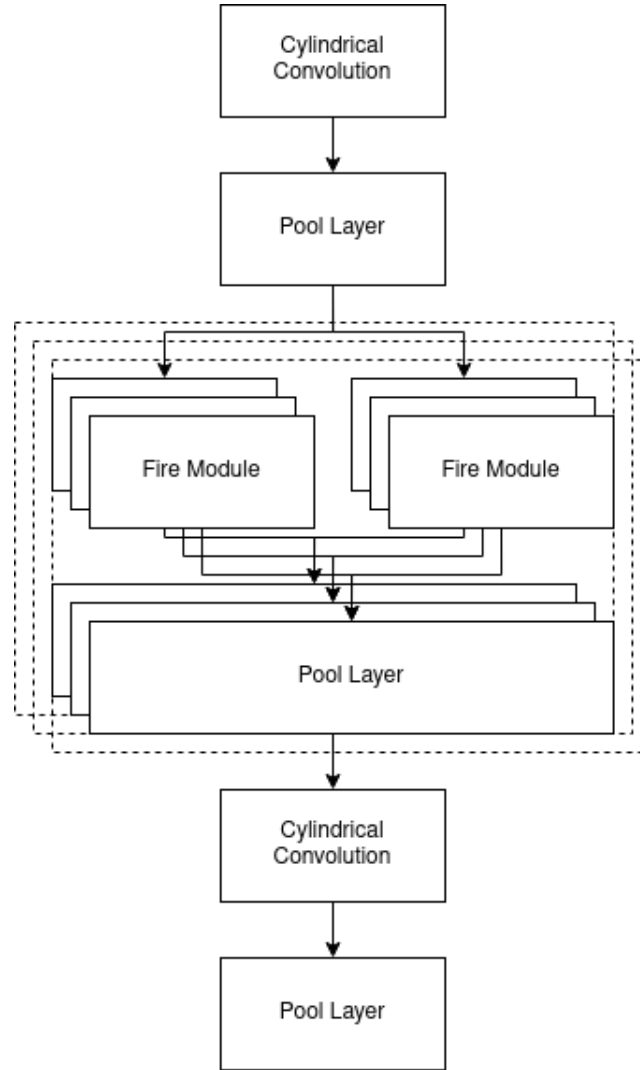 Cylindrical
Convolution
Pool Layer
Fire Module
Fire Module
Pool Layer
Cylindrical
Convolution
Pool Layer